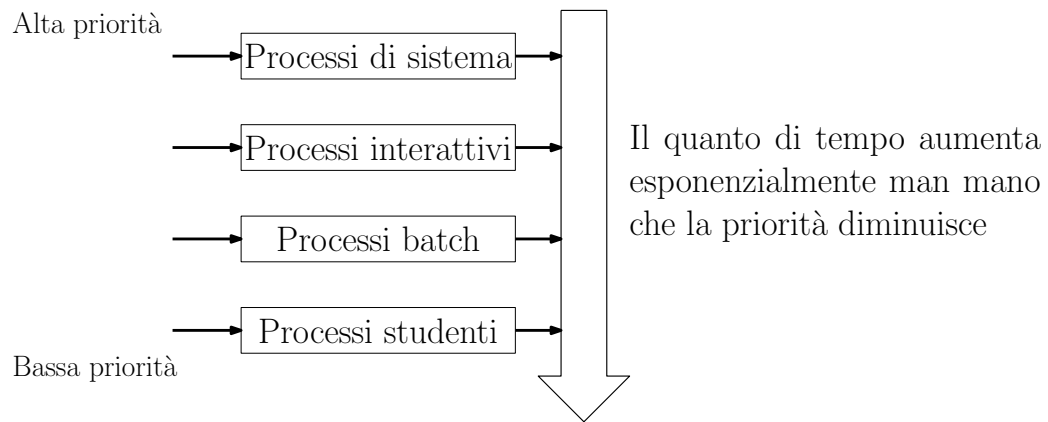 Alta priorità
Processi di sistema
Processi interattivi
Il quanto di tempo aumenta
esponenzialmente man mano
che la priorità diminuisce
Processi batch
Processi studenti
Bassa priorità